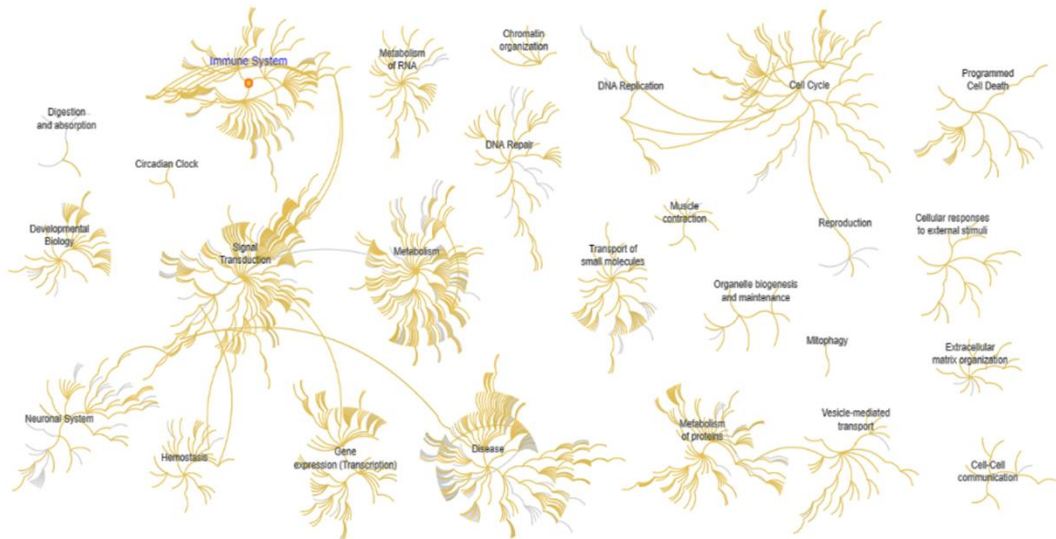 Immune System
Metabolism
of RNA
Chromatin
organization
DNA Replication
Cell Cycle
Programmed
Cell Death
Digestion
and absorption
Circadian Clock
DNA Repair
Developmental
Biology
Signal
Transduction
Metabolism
Transport of
small molecules
Muscle
contraction
Reproduction
Cellular responses
to external stimuli
Organelle biogenesis
and maintenance
Mitophagy
Extracellular
matrix organization
Neuronal System
Hemostasis
Gene
expression (Transcription)
Disease
Metabolism
of proteins
Vesicle-mediated
transport
Cell-Cell
communication